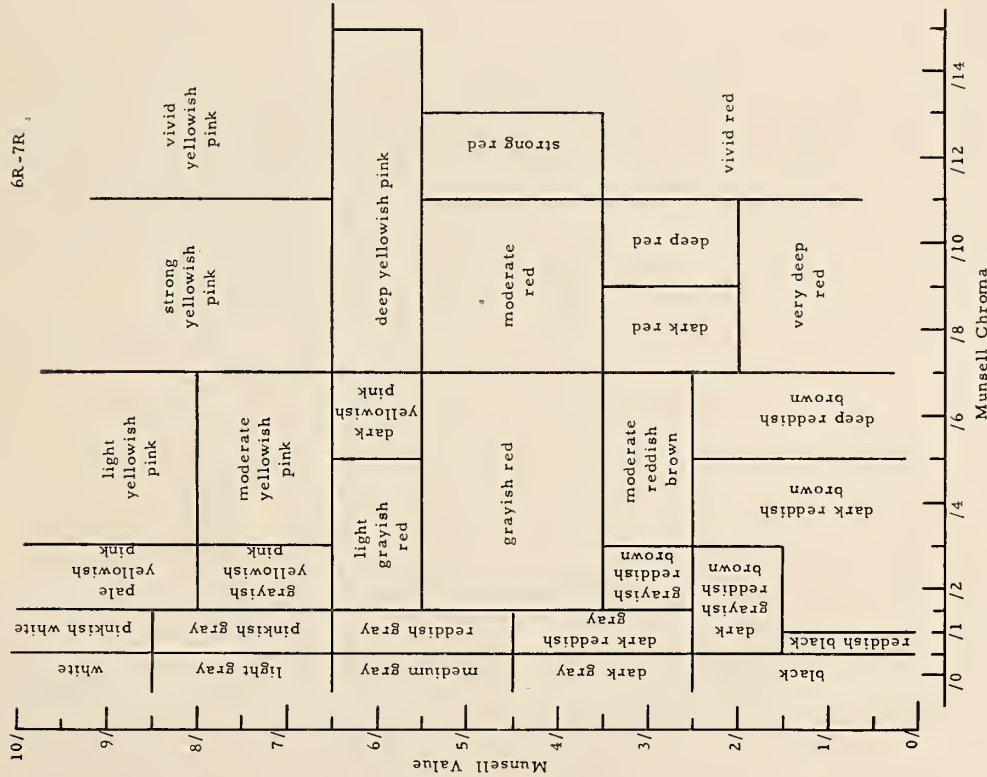 6R-7R
vivid
yellowish
pink
strong
yellowish
pink
light
yellowish
pink
moderate
yellowish
pink
pale
yellowish
pink
grayish
yellowish
pink
pinkish white
pinkish gray
white
light gray
deep yellowish pink
dark
yellowish
pink
light
grayish
red
reddish gray
medium gray
strong red
moderate
red
grayish red
dark reddish
gray
dark gray
vivid red
deep red
dark red
moderate
reddish
brown
grayish
reddish
brown
very deep
red
deep reddish
brown
dark reddish
brown
dark
grayish
reddish
brown
reddish black
black
10/
9/
8/
7/
6/
5/
4/
3/
2/
1/
0/
Munsell Value
/0
/1
/2
/4
/6
/8
/10
/12
/14
Munsell Chroma